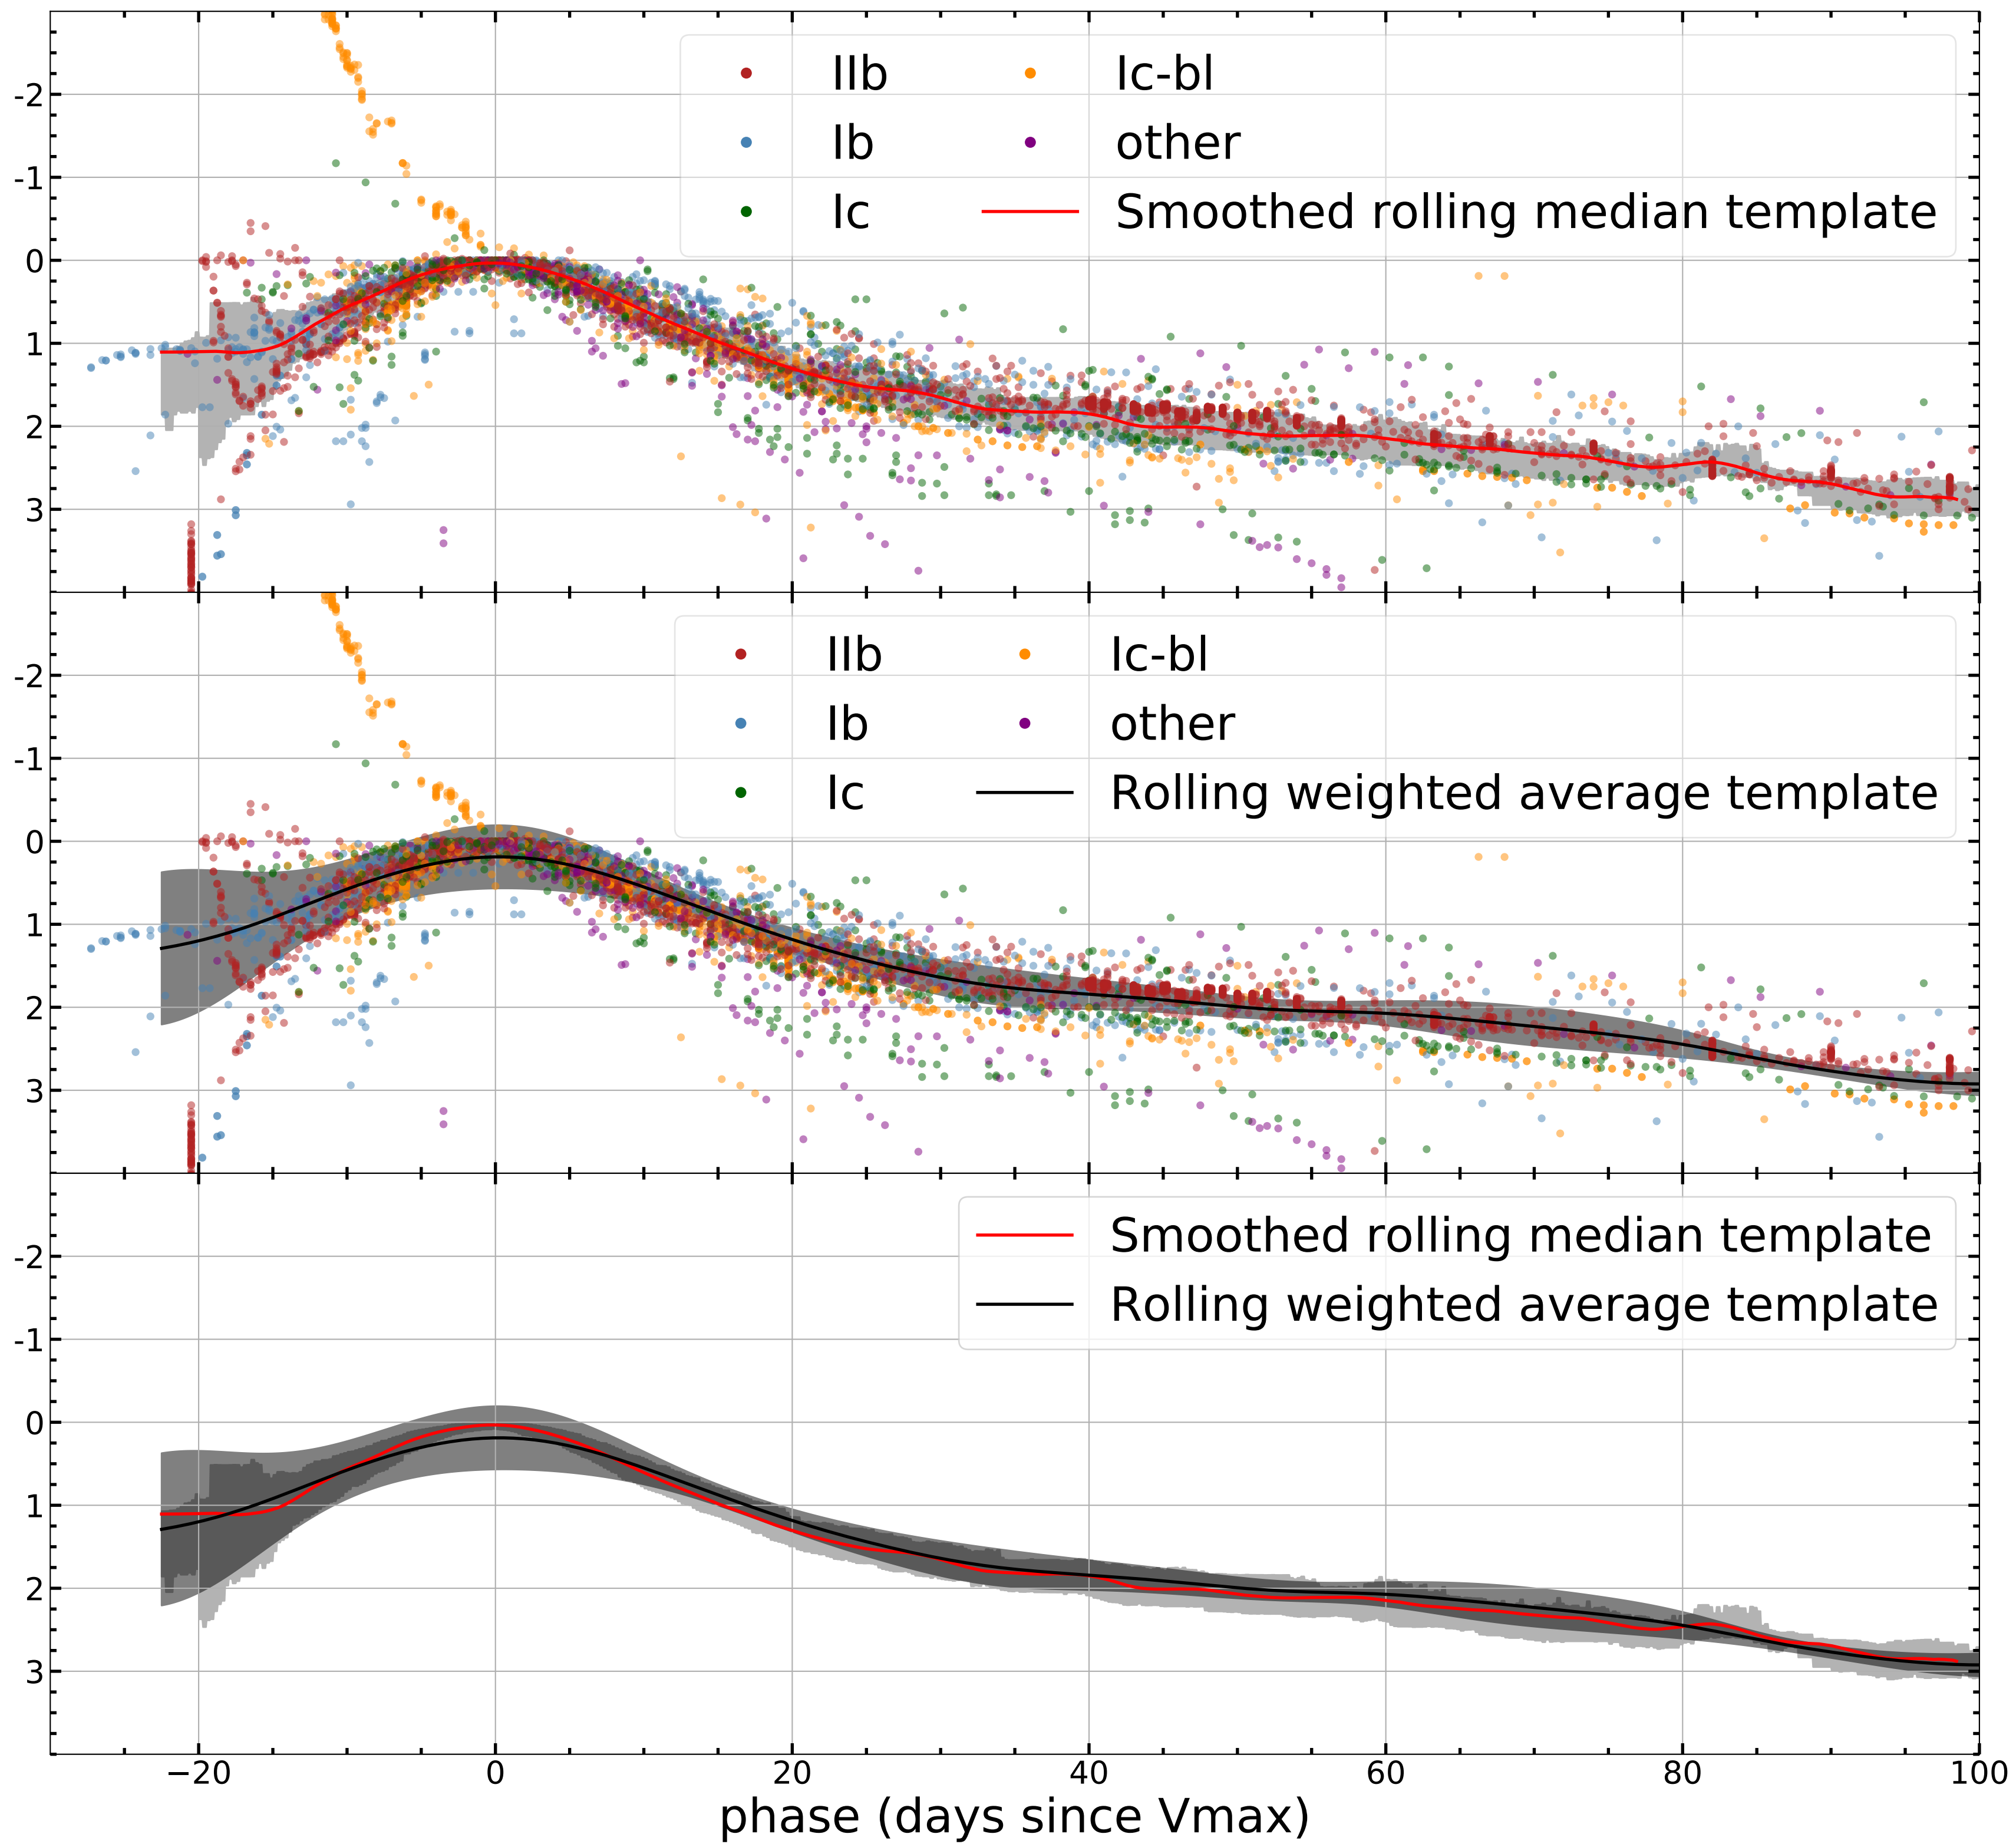 IIb Ic-bl
Ib other
Ic Smoothed rolling median template
-2
-1
0
1
2
3
IIb Ic-bl
Ib other
Ic Rolling weighted average template
-2
-1
0
1
2
3
Smoothed rolling median template
Rolling weighted average template
-2
-1
0
1
2
3
−20 0 20 40 60 80 100
phase (days since Vmax)